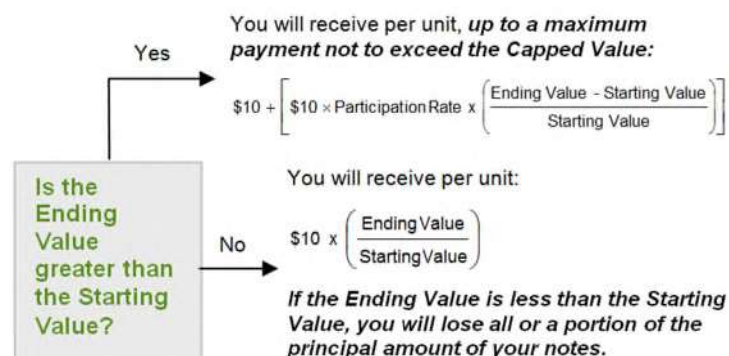 You will receive per unit, up to a maximum
payment not to exceed the Capped Value:
Yes
$10 + [ $10 × Participation Rate x ( Ending Value - Starting Value
Starting Value ) ]
Is the
Ending
Value
greater than
the Starting
Value?
No
You will receive per unit:
$10 x ( Ending Value
Starting Value )
If the Ending Value is less than the Starting
Value, you will lose all or a portion of the
principal amount of your notes.